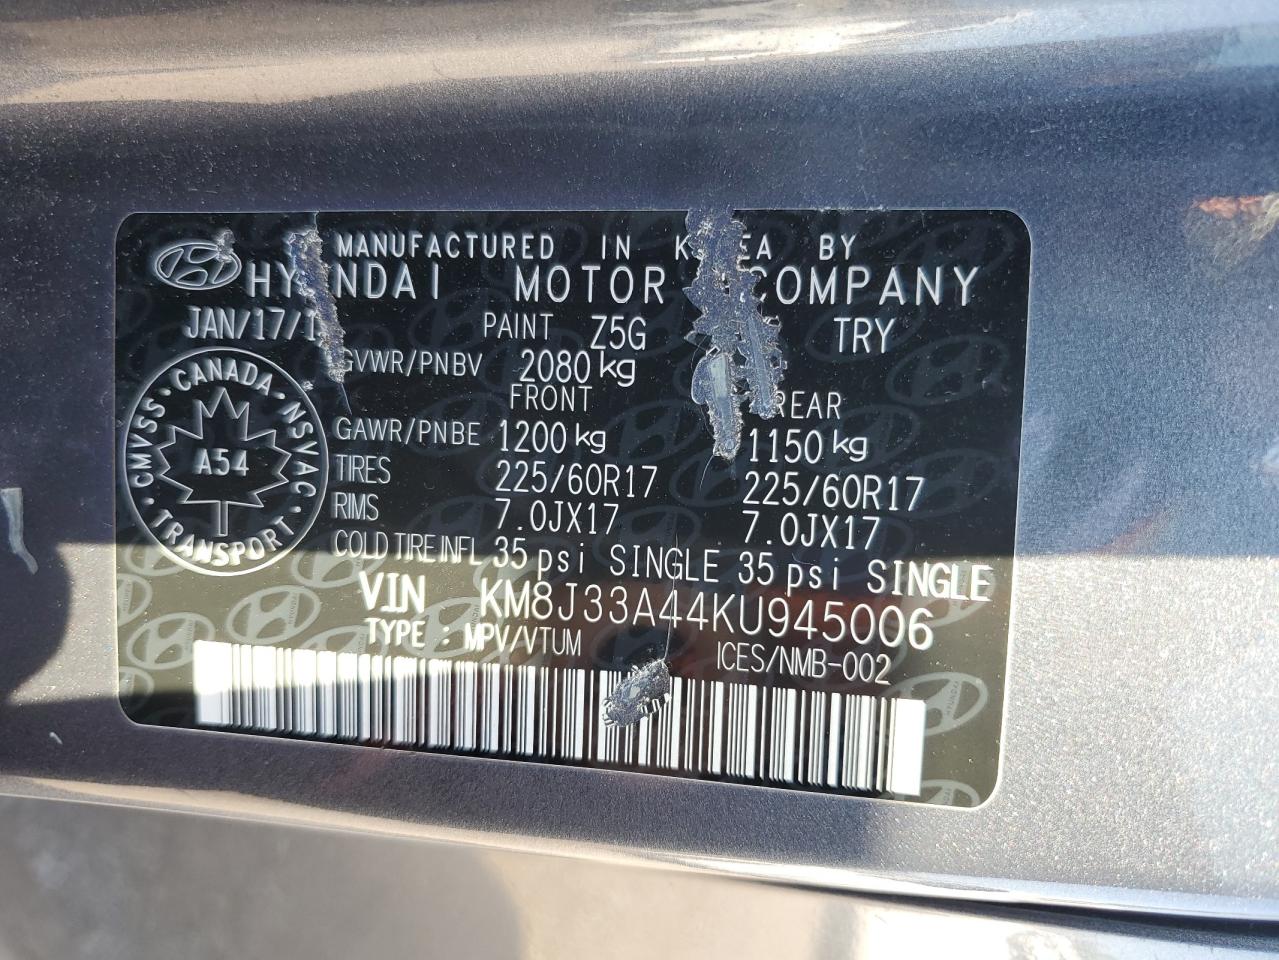 MANUFACTURED IN KOREA BY
HYUNDAI MOTOR COMPANY
JAN/17/1
PAINT Z5G TRY
GVWR/PNBV 2080 kg
FRONT REAR
GAWR/PNBE 1200 kg 1150 kg
TIRES 225/60R17 225/60R17
RIMS 7.0JX17 7.0JX17
COLD TIRE INFL 35 psi SINGLE 35 psi SINGLE
VIN KM8J33A44KU945006
TYPE : MPV/VTUM ICES/NMB-002
CMVSS · CANADA · NSVAC · TRANSPORT ·
A54